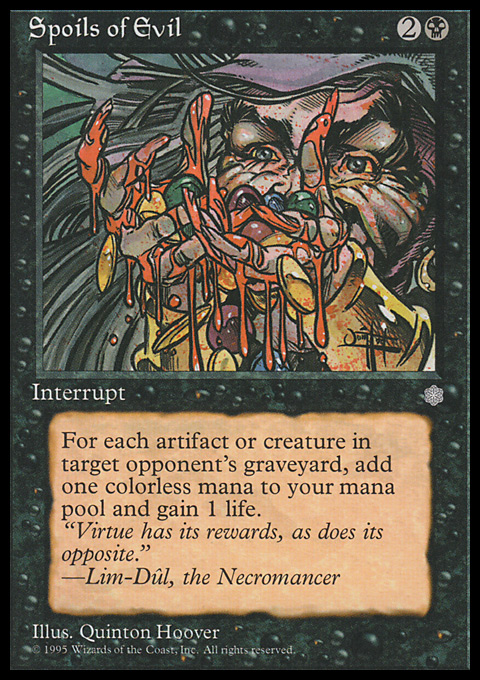 Spoils of Evil 2
Interrupt
For each artifact or creature in
target opponent's graveyard, add
one colorless mana to your mana
pool and gain 1 life.
"Virtue has its rewards, as does its
opposite."
—Lim-Dûl, the Necromancer
Illus. Quinton Hoover
© 1995 Wizards of the Coast, Inc. All rights reserved.